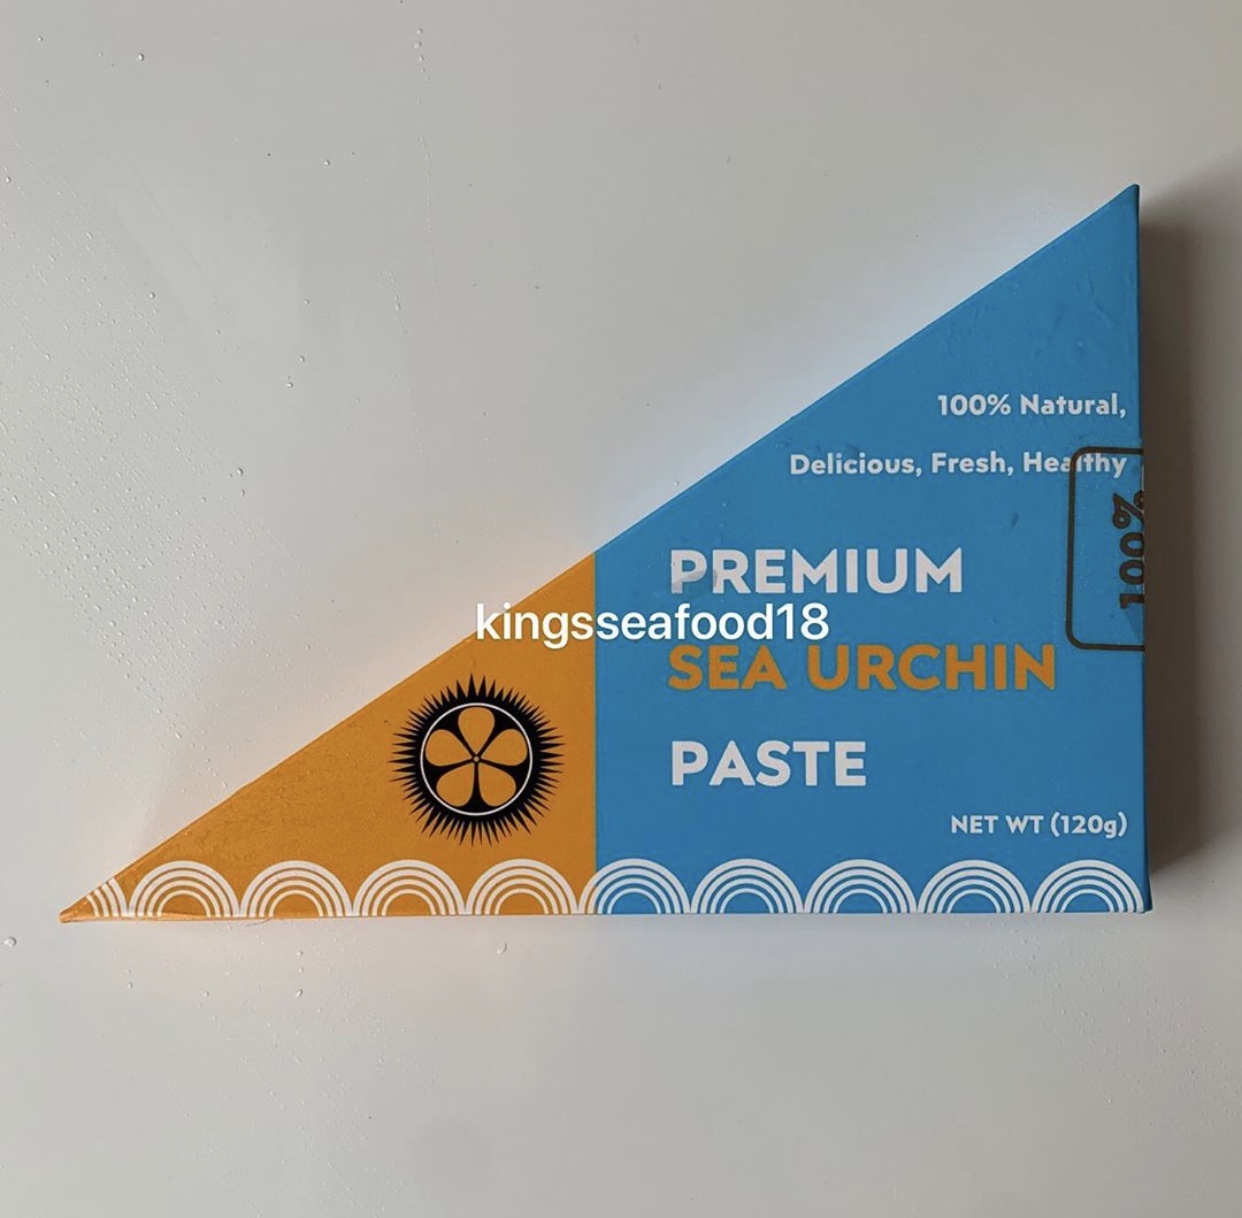 100% Natural,
Delicious, Fresh, Healthy
100%
PREMIUM
kingsseafood18
SEA URCHIN
PASTE
NET WT (120g)